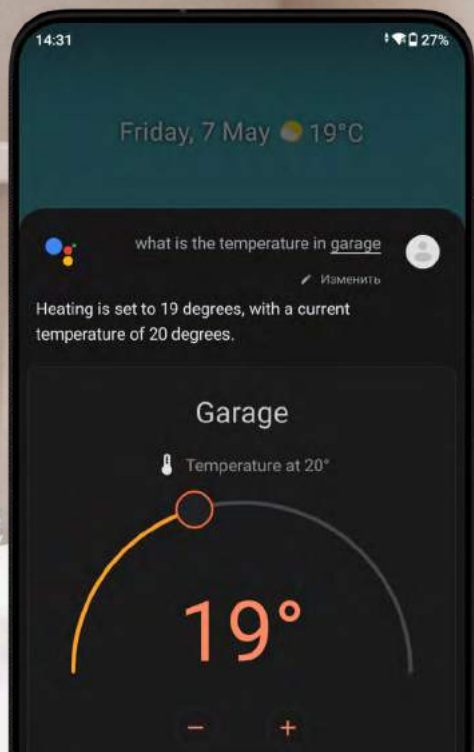 14:31
27%
Friday, 7 May 19°C
what is the temperature in garage
Изменить
Heating is set to 19 degrees, with a current
temperature of 20 degrees.
Garage
Temperature at 20°
19°
− +